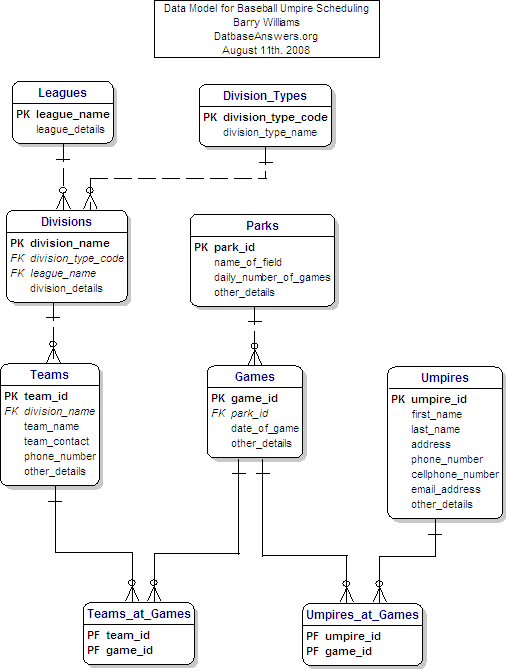 Data Model for Baseball Umpire Scheduling
Barry Williams
DatbaseAnswers.org
August 11th. 2008
Leagues
PK league_name
league_details
Division_Types
PK division_type_code
division_type_name
Divisions
PK division_name
FK division_type_code
FK league_name
division_details
Parks
PK park_id
name_of_field
daily_number_of_games
other_details
Teams
PK team_id
FK division_name
team_name
team_contact
phone_number
other_details
Games
PK game_id
FK park_id
date_of_game
other_details
Umpires
PK umpire_id
first_name
last_name
address
phone_number
cellphone_number
email_address
other_details
Teams_at_Games
PF team_id
PF game_id
Umpires_at_Games
PF umpire_id
PF game_id